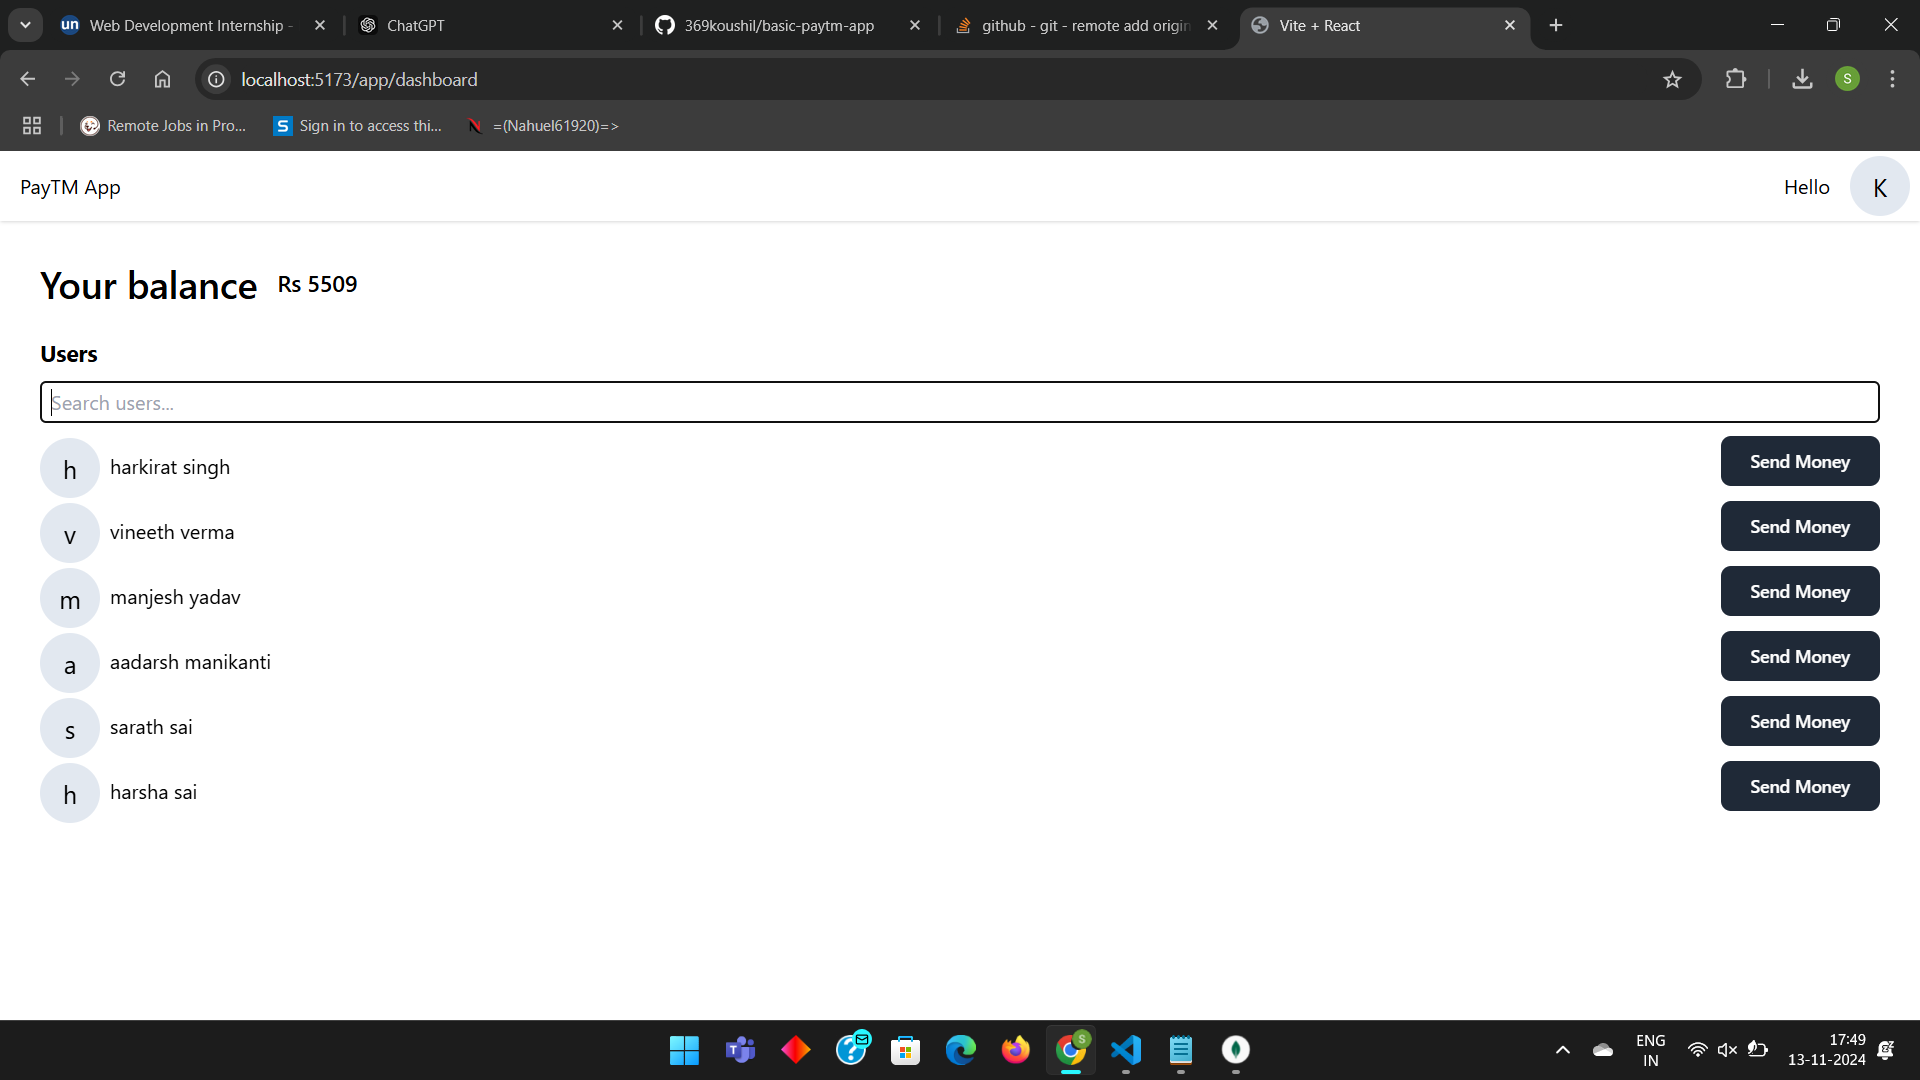 un Web Development Internship -
ChatGPT
369koushil/basic-paytm-app
github - git - remote add origin
Vite + React
localhost:5173/app/dashboard
S
Remote Jobs in Pro...
S Sign in to access thi...
N =(Nahuel61920)=>
PayTM App
Hello K
Your balance Rs 5509
Users
Search users...
h harkirat singh Send Money
v vineeth verma Send Money
m manjesh yadav Send Money
a aadarsh manikanti Send Money
s sarath sai Send Money
h harsha sai Send Money
T
?
S
ENG
IN
17:49
13-11-2024